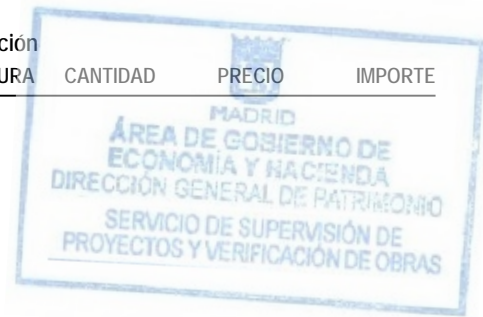 ción
URA CANTIDAD PRECIO IMPORTE
MADRID
ÁREA DE GOBIERNO DE
ECONOMÍA Y HACIENDA
DIRECCIÓN GENERAL DE PATRIMONIO
SERVICIO DE SUPERVISIÓN DE
PROYECTOS Y VERIFICACIÓN DE OBRAS